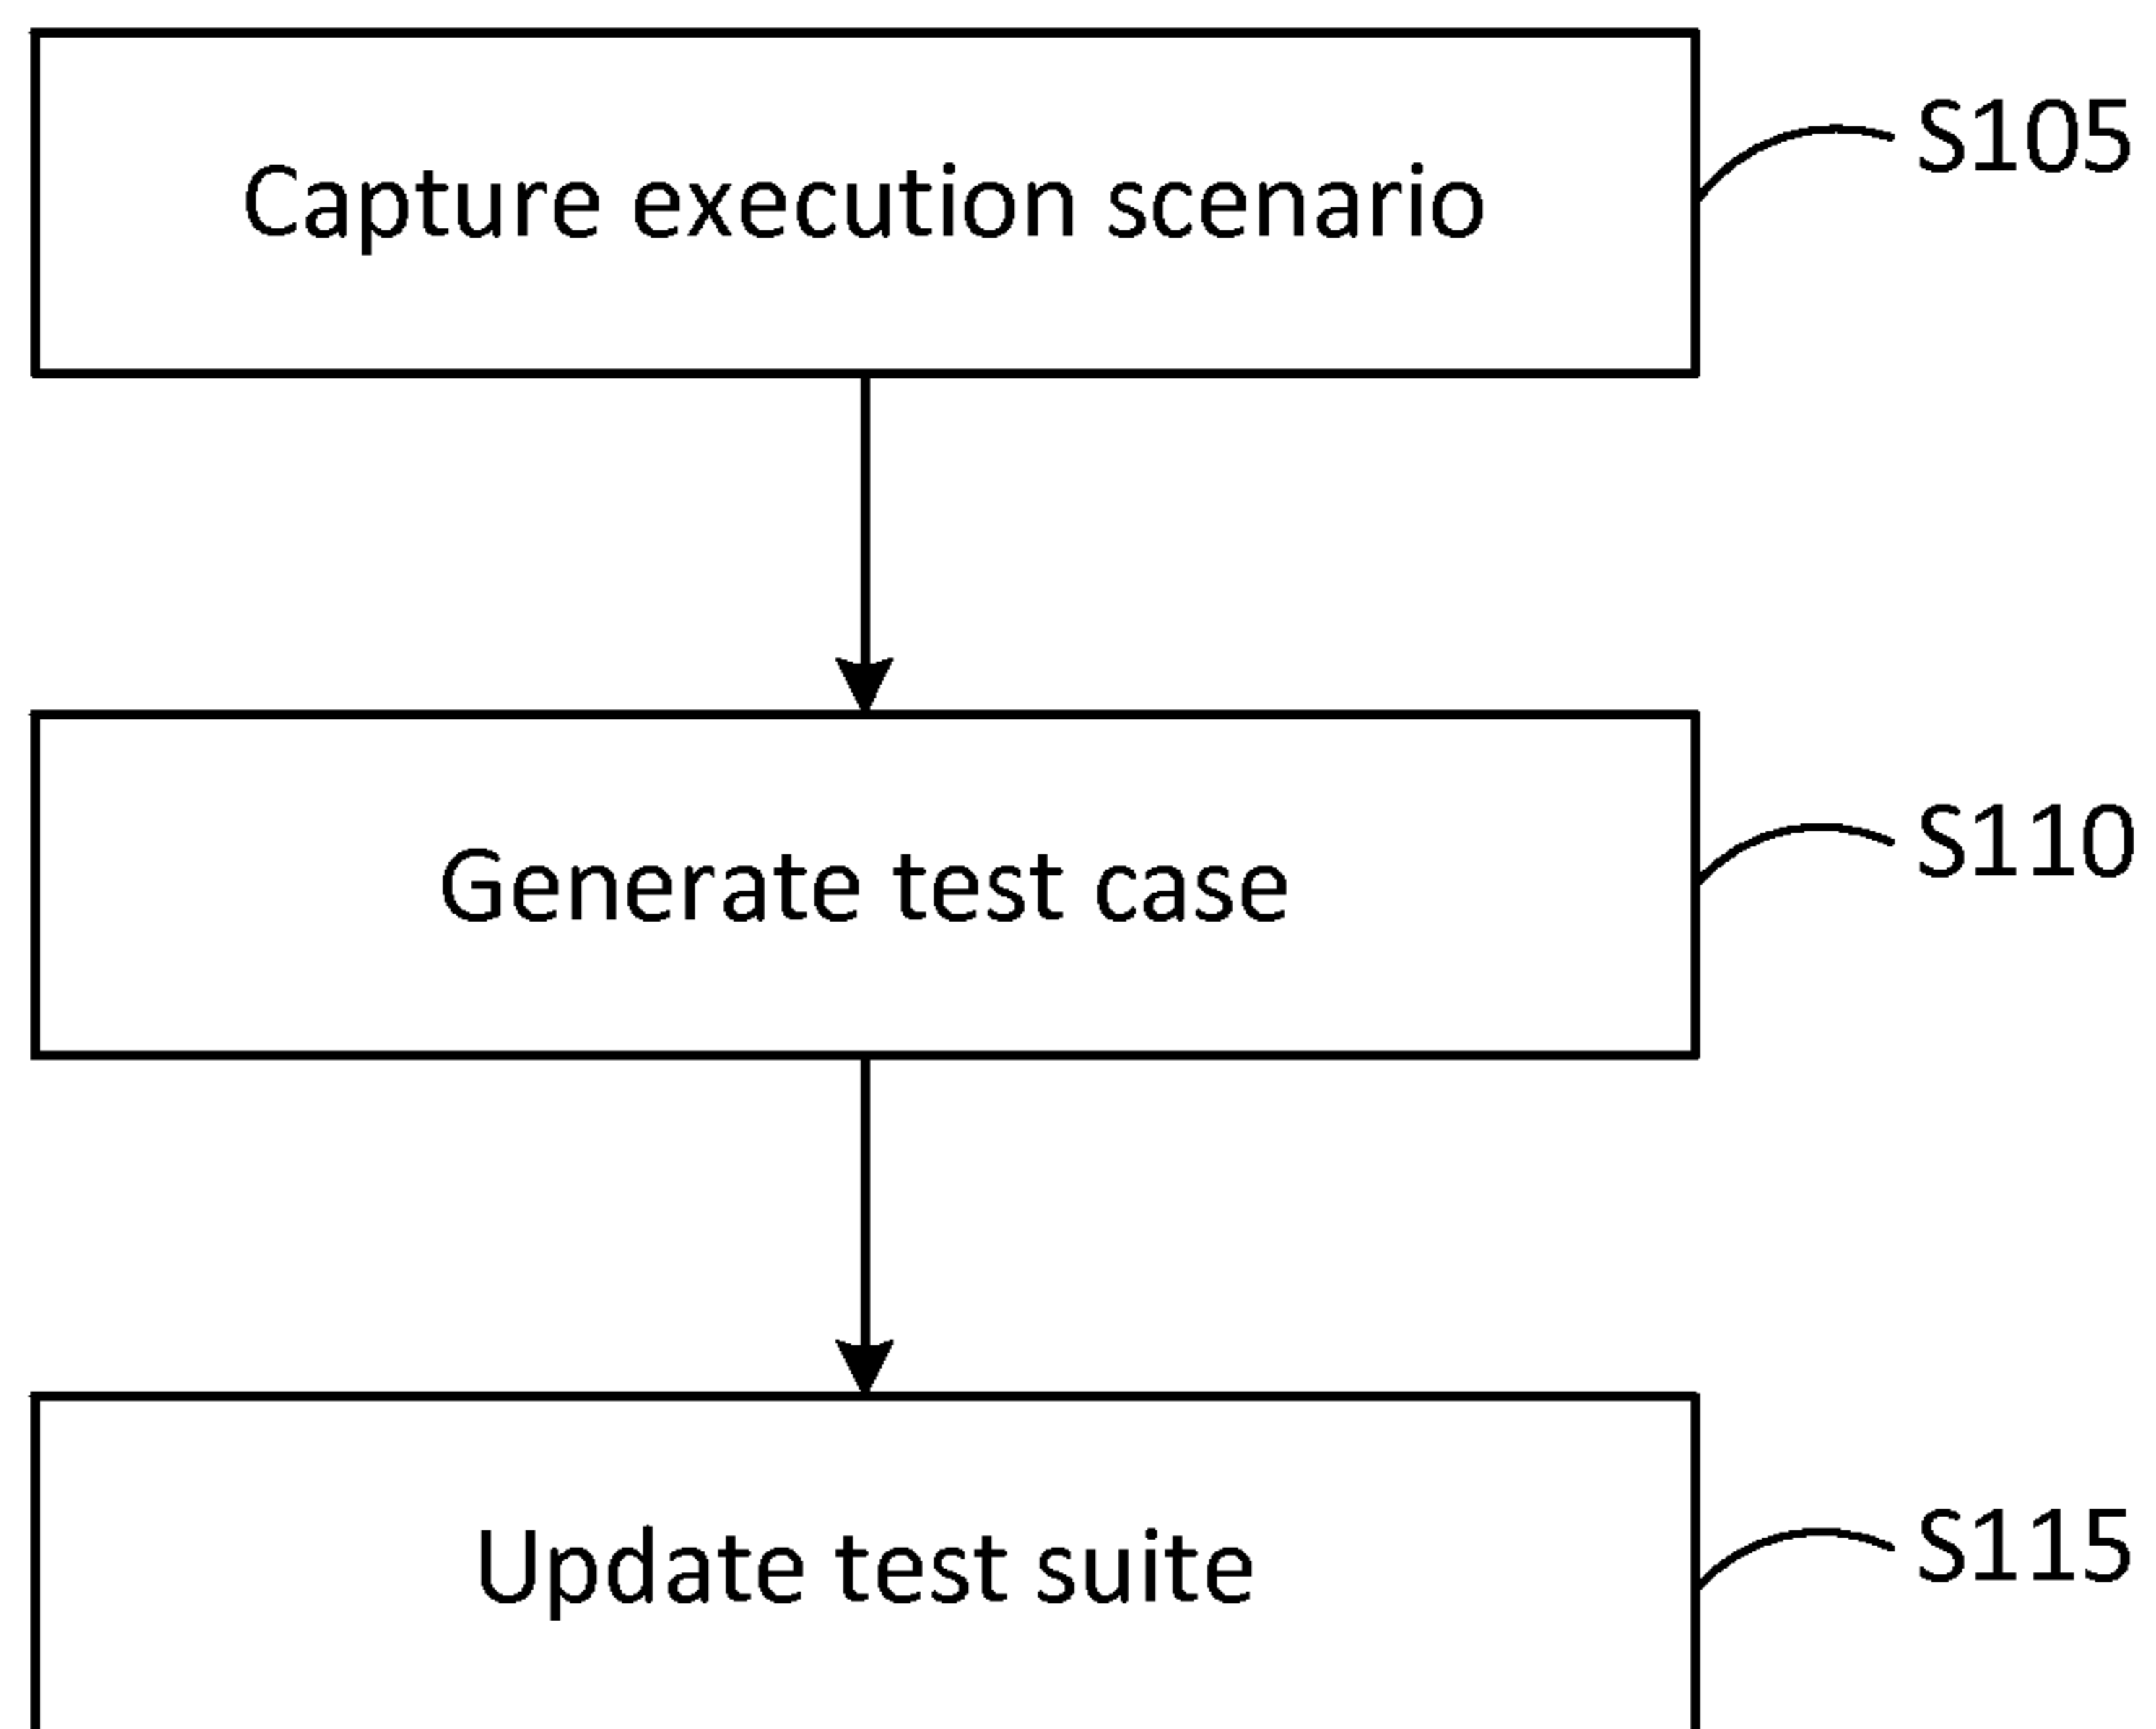 Capture execution scenario
S105
Generate test case
S110
Update test suite
S115